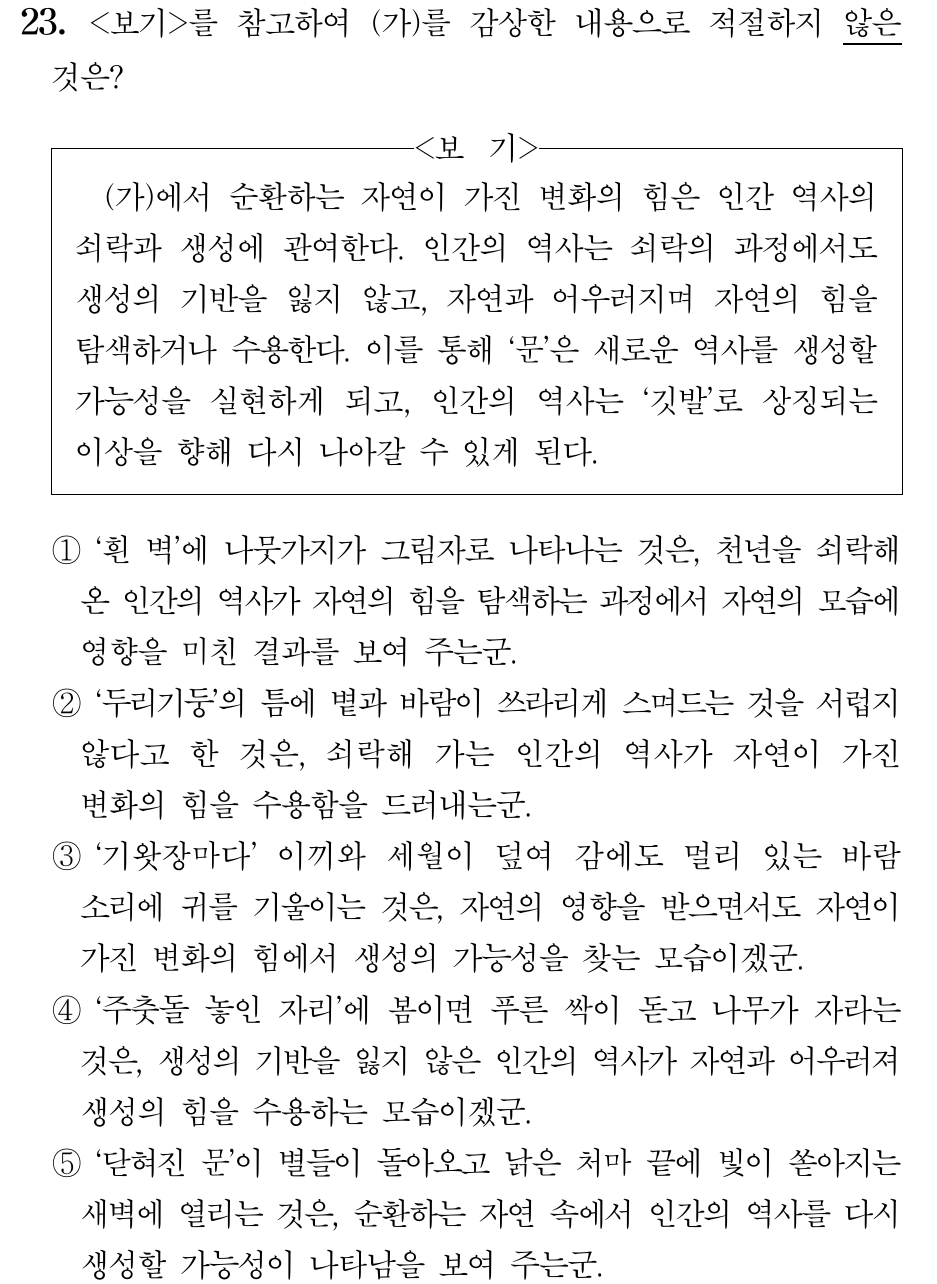 23. <보기>를 참고하여 (가)를 감상한 내용으로 적절하지 않은
것은?
<보 기>
(가)에서 순환하는 자연이 가진 변화의 힘은 인간 역사의
쇠락과 생성에 관여한다. 인간의 역사는 쇠락의 과정에서도
생성의 기반을 잃지 않고, 자연과 어우러지며 자연의 힘을
탐색하거나 수용한다. 이를 통해 ‘문’은 새로운 역사를 생성할
가능성을 실현하게 되고, 인간의 역사는 ‘깃발’로 상징되는
이상을 향해 다시 나아갈 수 있게 된다.
① ‘흰 벽’에 나뭇가지가 그림자로 나타나는 것은, 천년을 쇠락해
온 인간의 역사가 자연의 힘을 탐색하는 과정에서 자연의 모습에
영향을 미친 결과를 보여 주는군.
② ‘두리기둥’의 틈에 볕과 바람이 쓰라리게 스며드는 것을 서럽지
않다고 한 것은, 쇠락해 가는 인간의 역사가 자연이 가진
변화의 힘을 수용함을 드러내는군.
③ ‘기왓장마다’ 이끼와 세월이 덮여 감에도 멀리 있는 바람
소리에 귀를 기울이는 것은, 자연의 영향을 받으면서도 자연이
가진 변화의 힘에서 생성의 가능성을 찾는 모습이겠군.
④ ‘주춧돌 놓인 자리’에 봄이면 푸른 싹이 돋고 나무가 자라는
것은, 생성의 기반을 잃지 않은 인간의 역사가 자연과 어우러져
생성의 힘을 수용하는 모습이겠군.
⑤ ‘닫혀진 문’이 별들이 돌아오고 낡은 처마 끝에 빛이 쏟아지는
새벽에 열리는 것은, 순환하는 자연 속에서 인간의 역사를 다시
생성할 가능성이 나타남을 보여 주는군.